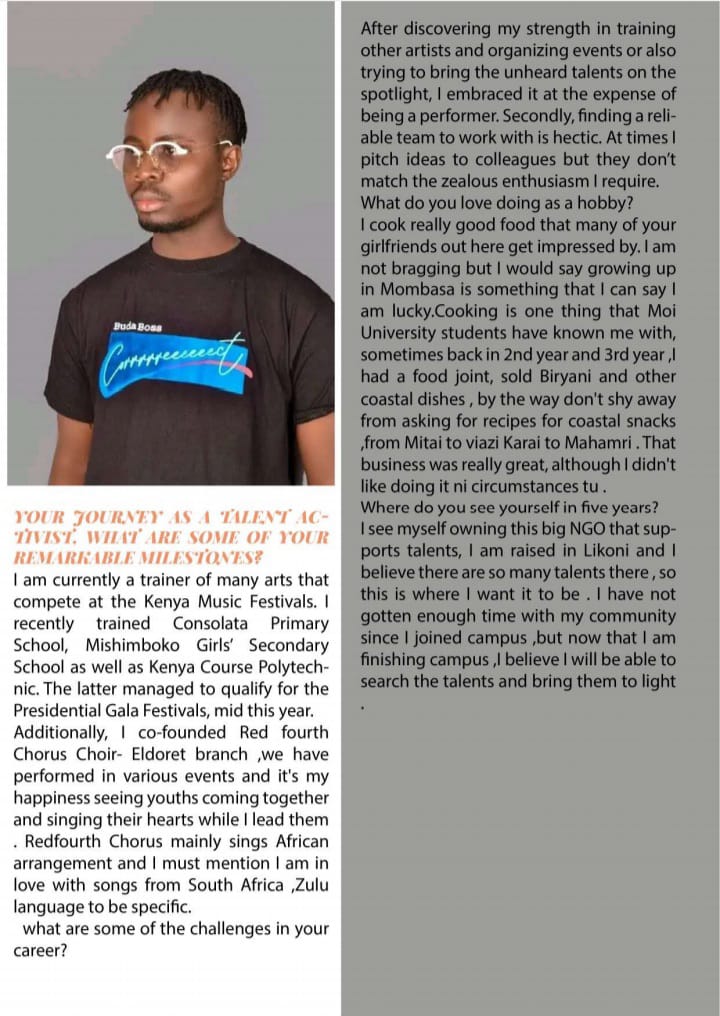 Buda Boss
Carrrrreeeeeect
YOUR JOURNEY AS A TALENT AC-
TIVIST. WHAT ARE SOME OF YOUR
REMARKABLE MILESTONES?
I am currently a trainer of many arts that
compete at the Kenya Music Festivals. I
recently trained Consolata Primary
School, Mishimboko Girls’ Secondary
School as well as Kenya Course Polytech-
nic. The latter managed to qualify for the
Presidential Gala Festivals, mid this year.
Additionally, I co-founded Red fourth
Chorus Choir- Eldoret branch ,we have
performed in various events and it's my
happiness seeing youths coming together
and singing their hearts while I lead them
. Redfourth Chorus mainly sings African
arrangement and I must mention I am in
love with songs from South Africa ,Zulu
language to be specific.
what are some of the challenges in your
career?
After discovering my strength in training
other artists and organizing events or also
trying to bring the unheard talents on the
spotlight, I embraced it at the expense of
being a performer. Secondly, finding a reli-
able team to work with is hectic. At times I
pitch ideas to colleagues but they don’t
match the zealous enthusiasm I require.
What do you love doing as a hobby?
I cook really good food that many of your
girlfriends out here get impressed by. I am
not bragging but I would say growing up
in Mombasa is something that I can say I
am lucky.Cooking is one thing that Moi
University students have known me with,
sometimes back in 2nd year and 3rd year ,I
had a food joint, sold Biryani and other
coastal dishes , by the way don't shy away
from asking for recipes for coastal snacks
,from Mitai to viazi Karai to Mahamri . That
business was really great, although I didn't
like doing it ni circumstances tu .
Where do you see yourself in five years?
I see myself owning this big NGO that sup-
ports talents, I am raised in Likoni and I
believe there are so many talents there , so
this is where I want it to be . I have not
gotten enough time with my community
since I joined campus ,but now that I am
finishing campus ,I believe I will be able to
search the talents and bring them to light
.